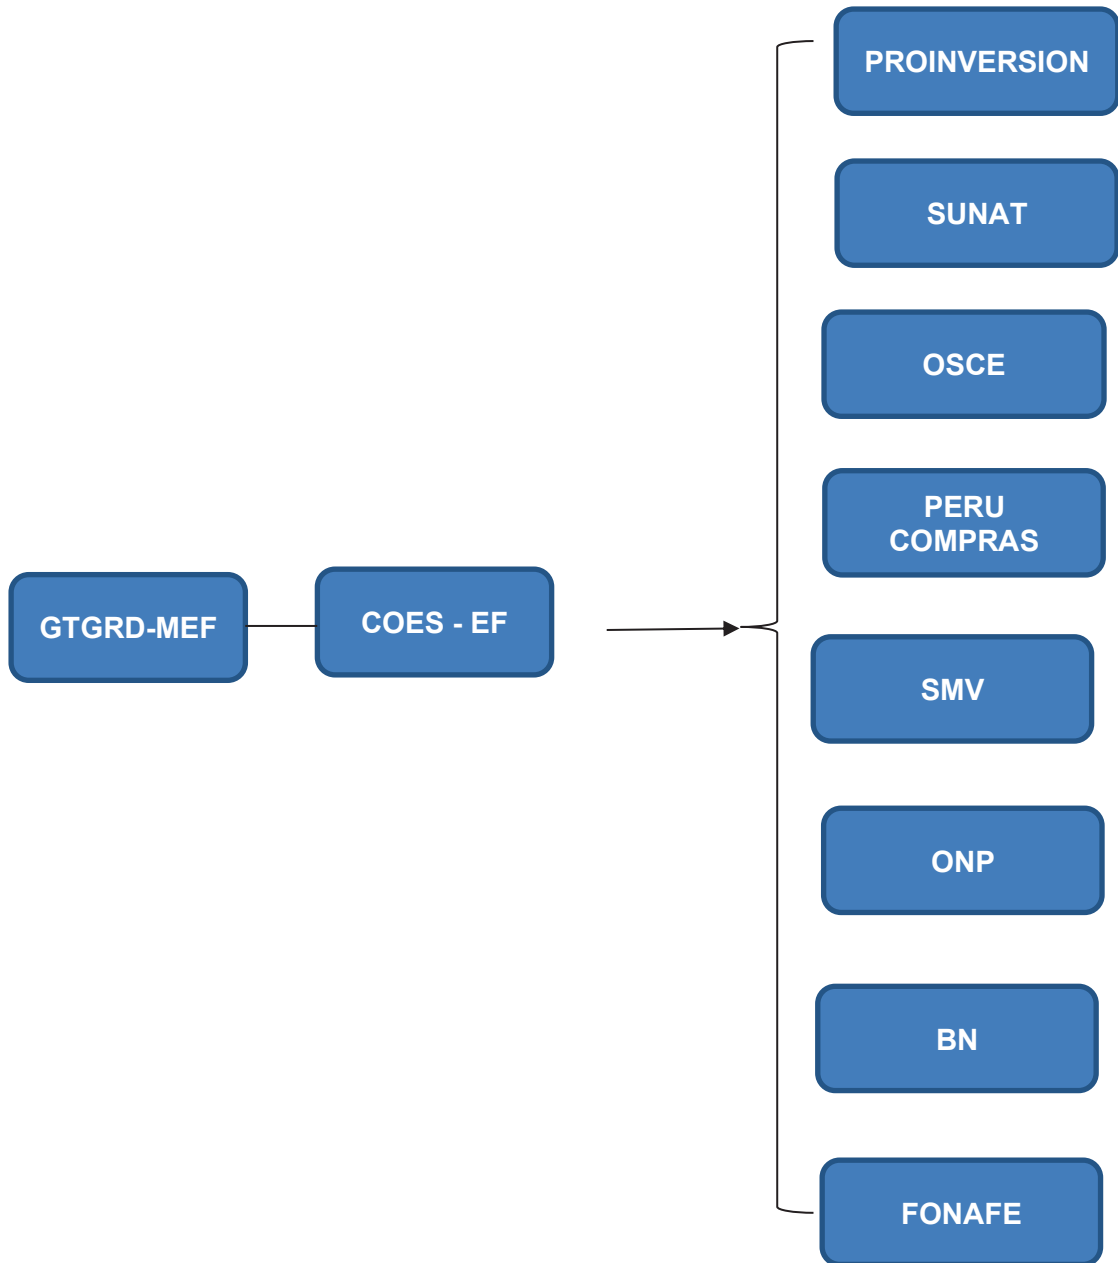 PROINVERSION
SUNAT
OSCE
PERU
COMPRAS
GTGRD-MEF
COES - EF
SMV
ONP
BN
FONAFE